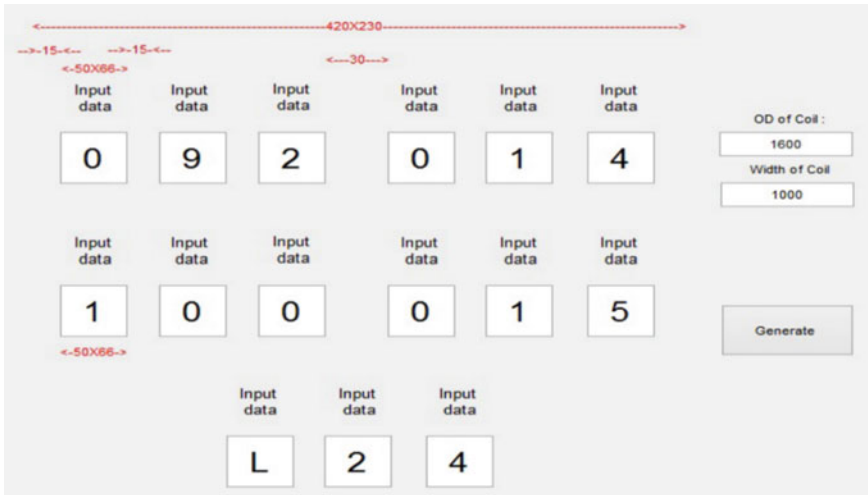 <---420X230--->
-->-15-<-- -->-15-<--
<---30--->
<-50X66->
Input data Input data Input data Input data Input data Input data
0 9 2 0 1 4
OD of Coil :
1600
Width of Coil
1000
Input data Input data Input data Input data Input data Input data
1 0 0 0 1 5
Generate
<-50X66->
Input data Input data Input data
L 2 4